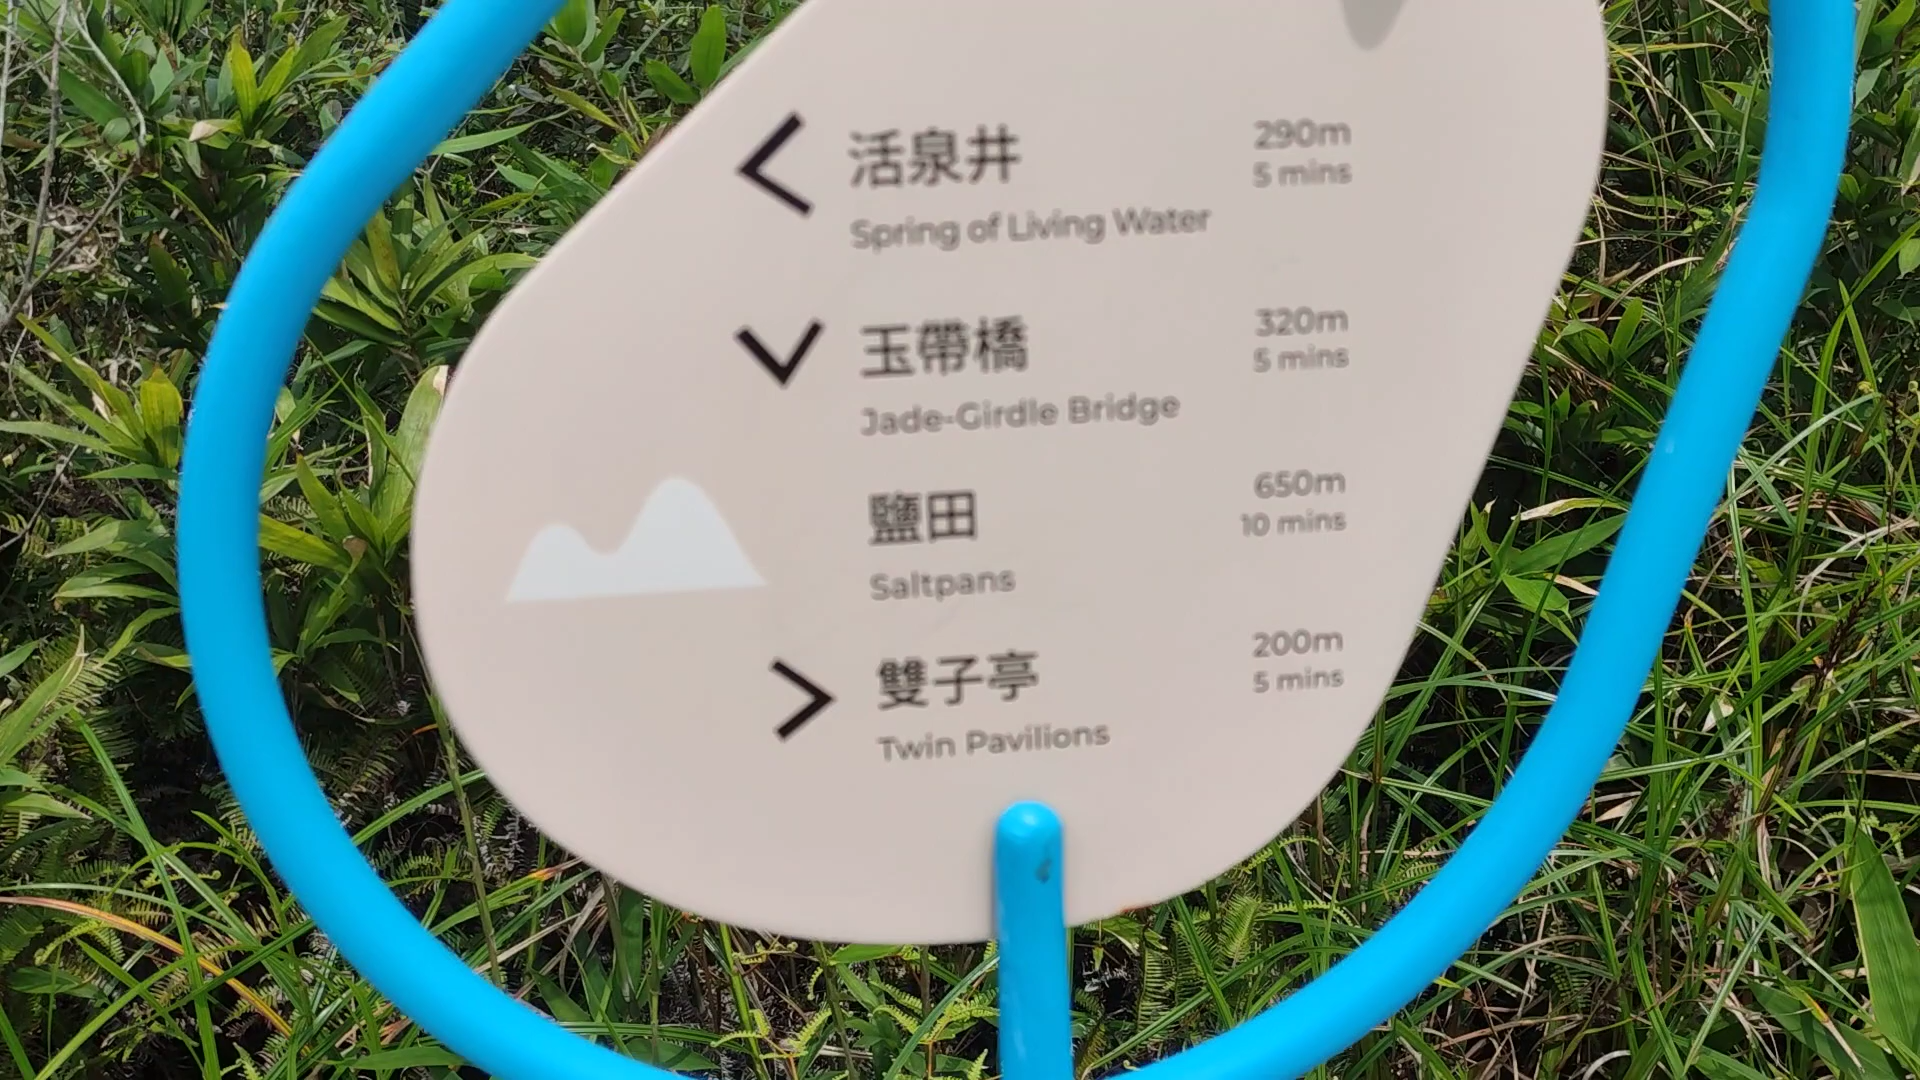 活泉井
290m
5 mins
Spring of Living Water
玉帶橋
320m
5 mins
Jade-Girdle Bridge
鹽田
650m
10 mins
Saltpans
雙子亭
200m
5 mins
Twin Pavilions